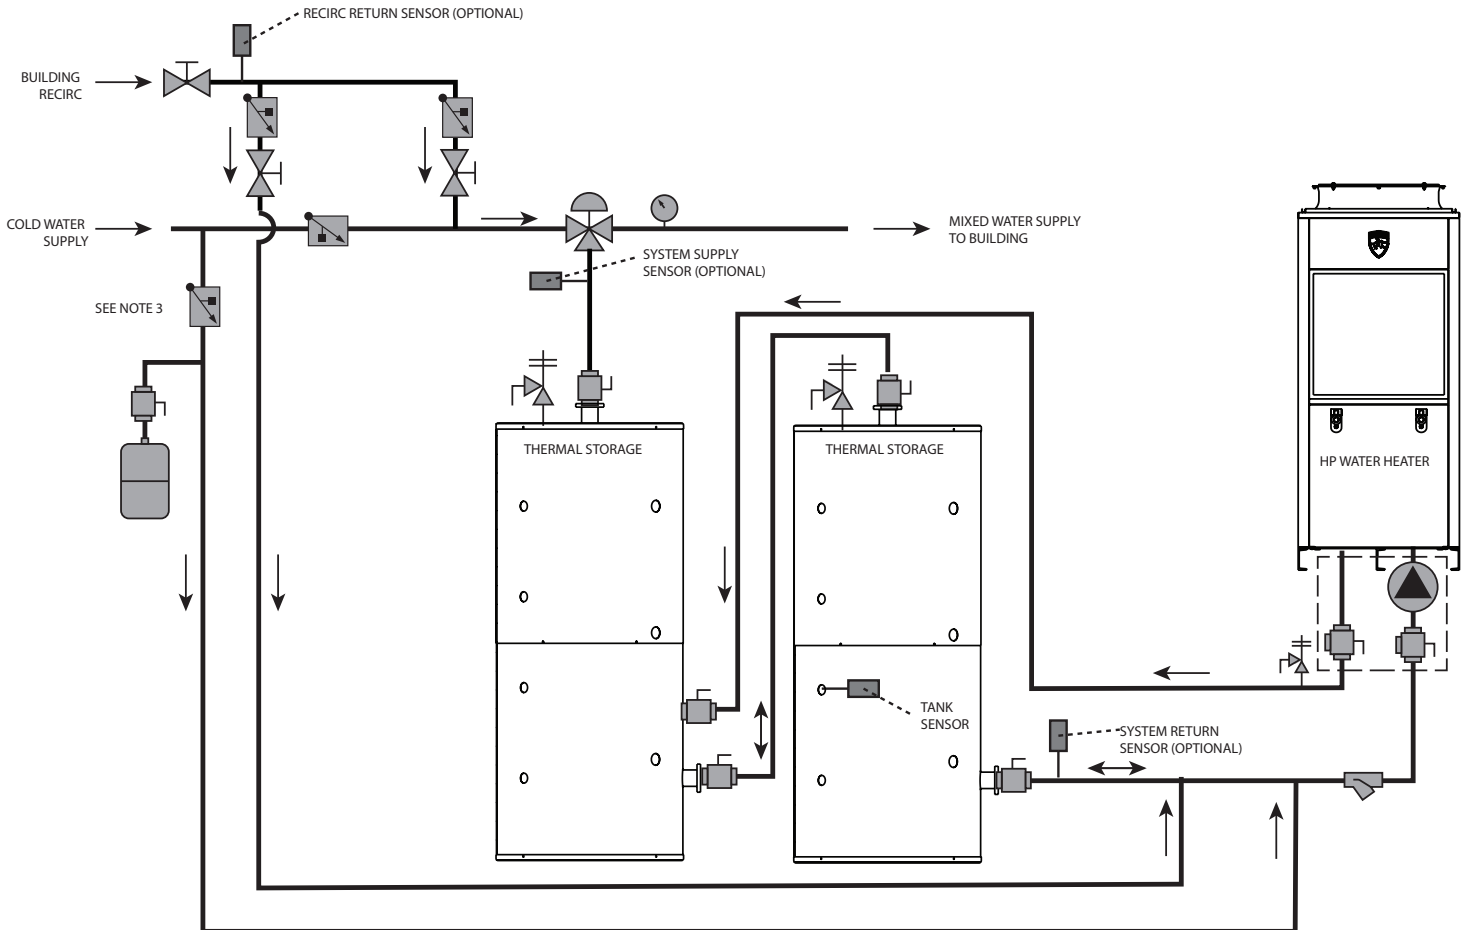 RECIRC RETURN SENSOR (OPTIONAL)
BUILDING
RECIRC
COLD WATER
SUPPLY
MIXED WATER SUPPLY
TO BUILDING
SYSTEM SUPPLY
SENSOR (OPTIONAL)
SEE NOTE 3
THERMAL STORAGE
THERMAL STORAGE
HP WATER HEATER
TANK
SENSOR
SYSTEM RETURN
SENSOR (OPTIONAL)